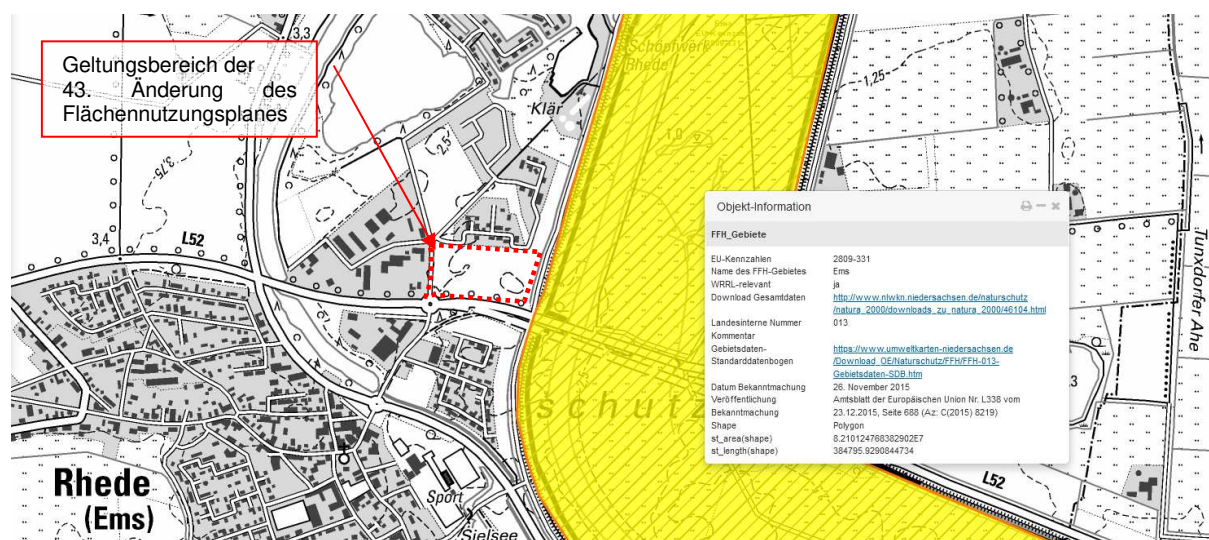 Geltungsbereich der
43. Änderung des
Flächennutzungsplanes
3,3
Schöpfwerk
Rhede
1,25
Klär
2,5
1,0
3,75
3,4
L52
Objekt-Information
FFH_Gebiete
EU-Kennzahlen 2809-331
Name des FFH-Gebietes Ems
WRRL-relevant ja
Download Gesamtdaten http://www.nlwkn.niedersachsen.de/naturschutz
/natura_2000/downloads_zu_natura_2000/46104.html
Landesinterne Nummer 013
Kommentar
Gebietsdaten- https://www.umweltkarten-niedersachsen.de
Standarddatenbogen /Download_OE/Naturschutz/FFH/FFH-013-
Gebietsdaten-SDB.htm
Datum Bekanntmachung 26. November 2015
Veröffentlichung Amtsblatt der Europäischen Union Nr. L338 vom
Bekanntmachung 23.12.2015, Seite 688 (Az: C(2015) 8219)
Shape Polygon
st_area(shape) 8.210124768382902E7
st_length(shape) 384795.9290844734
Tunxdorfer Ahe
2,5
schutz
L52
Rhede
(Ems)
Sport
Sielsee